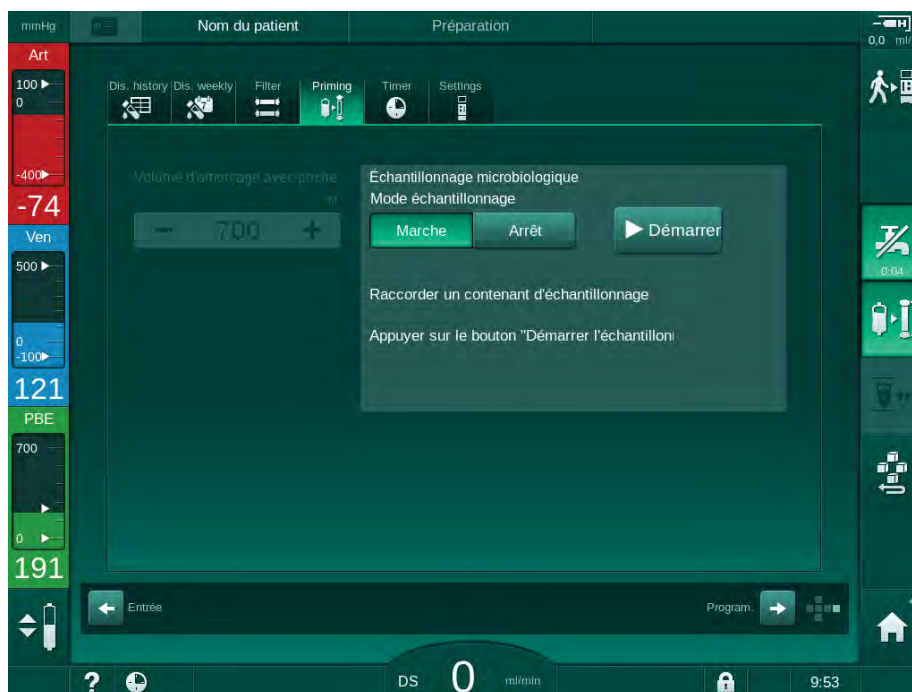 mmHg
Nom du patient
Préparation
0,0 ml/
Art
100
0
-400
-74
Ven
500
0
-100
121
PBE
700
0
191
Dis. history
Dis. weekly
Filter
Priming
Timer
Settings
Volume d'amorçage avec poche
ml
700
Échantillonnage microbiologique
Mode échantillonnage
Marche
Arrêt
Démarrer
Raccorder un contenant d'échantillonnage
Appuyer sur le bouton "Démarrer l'échantillon
0:04
Entrée
Program.
?
DS 0 ml/min
9:53